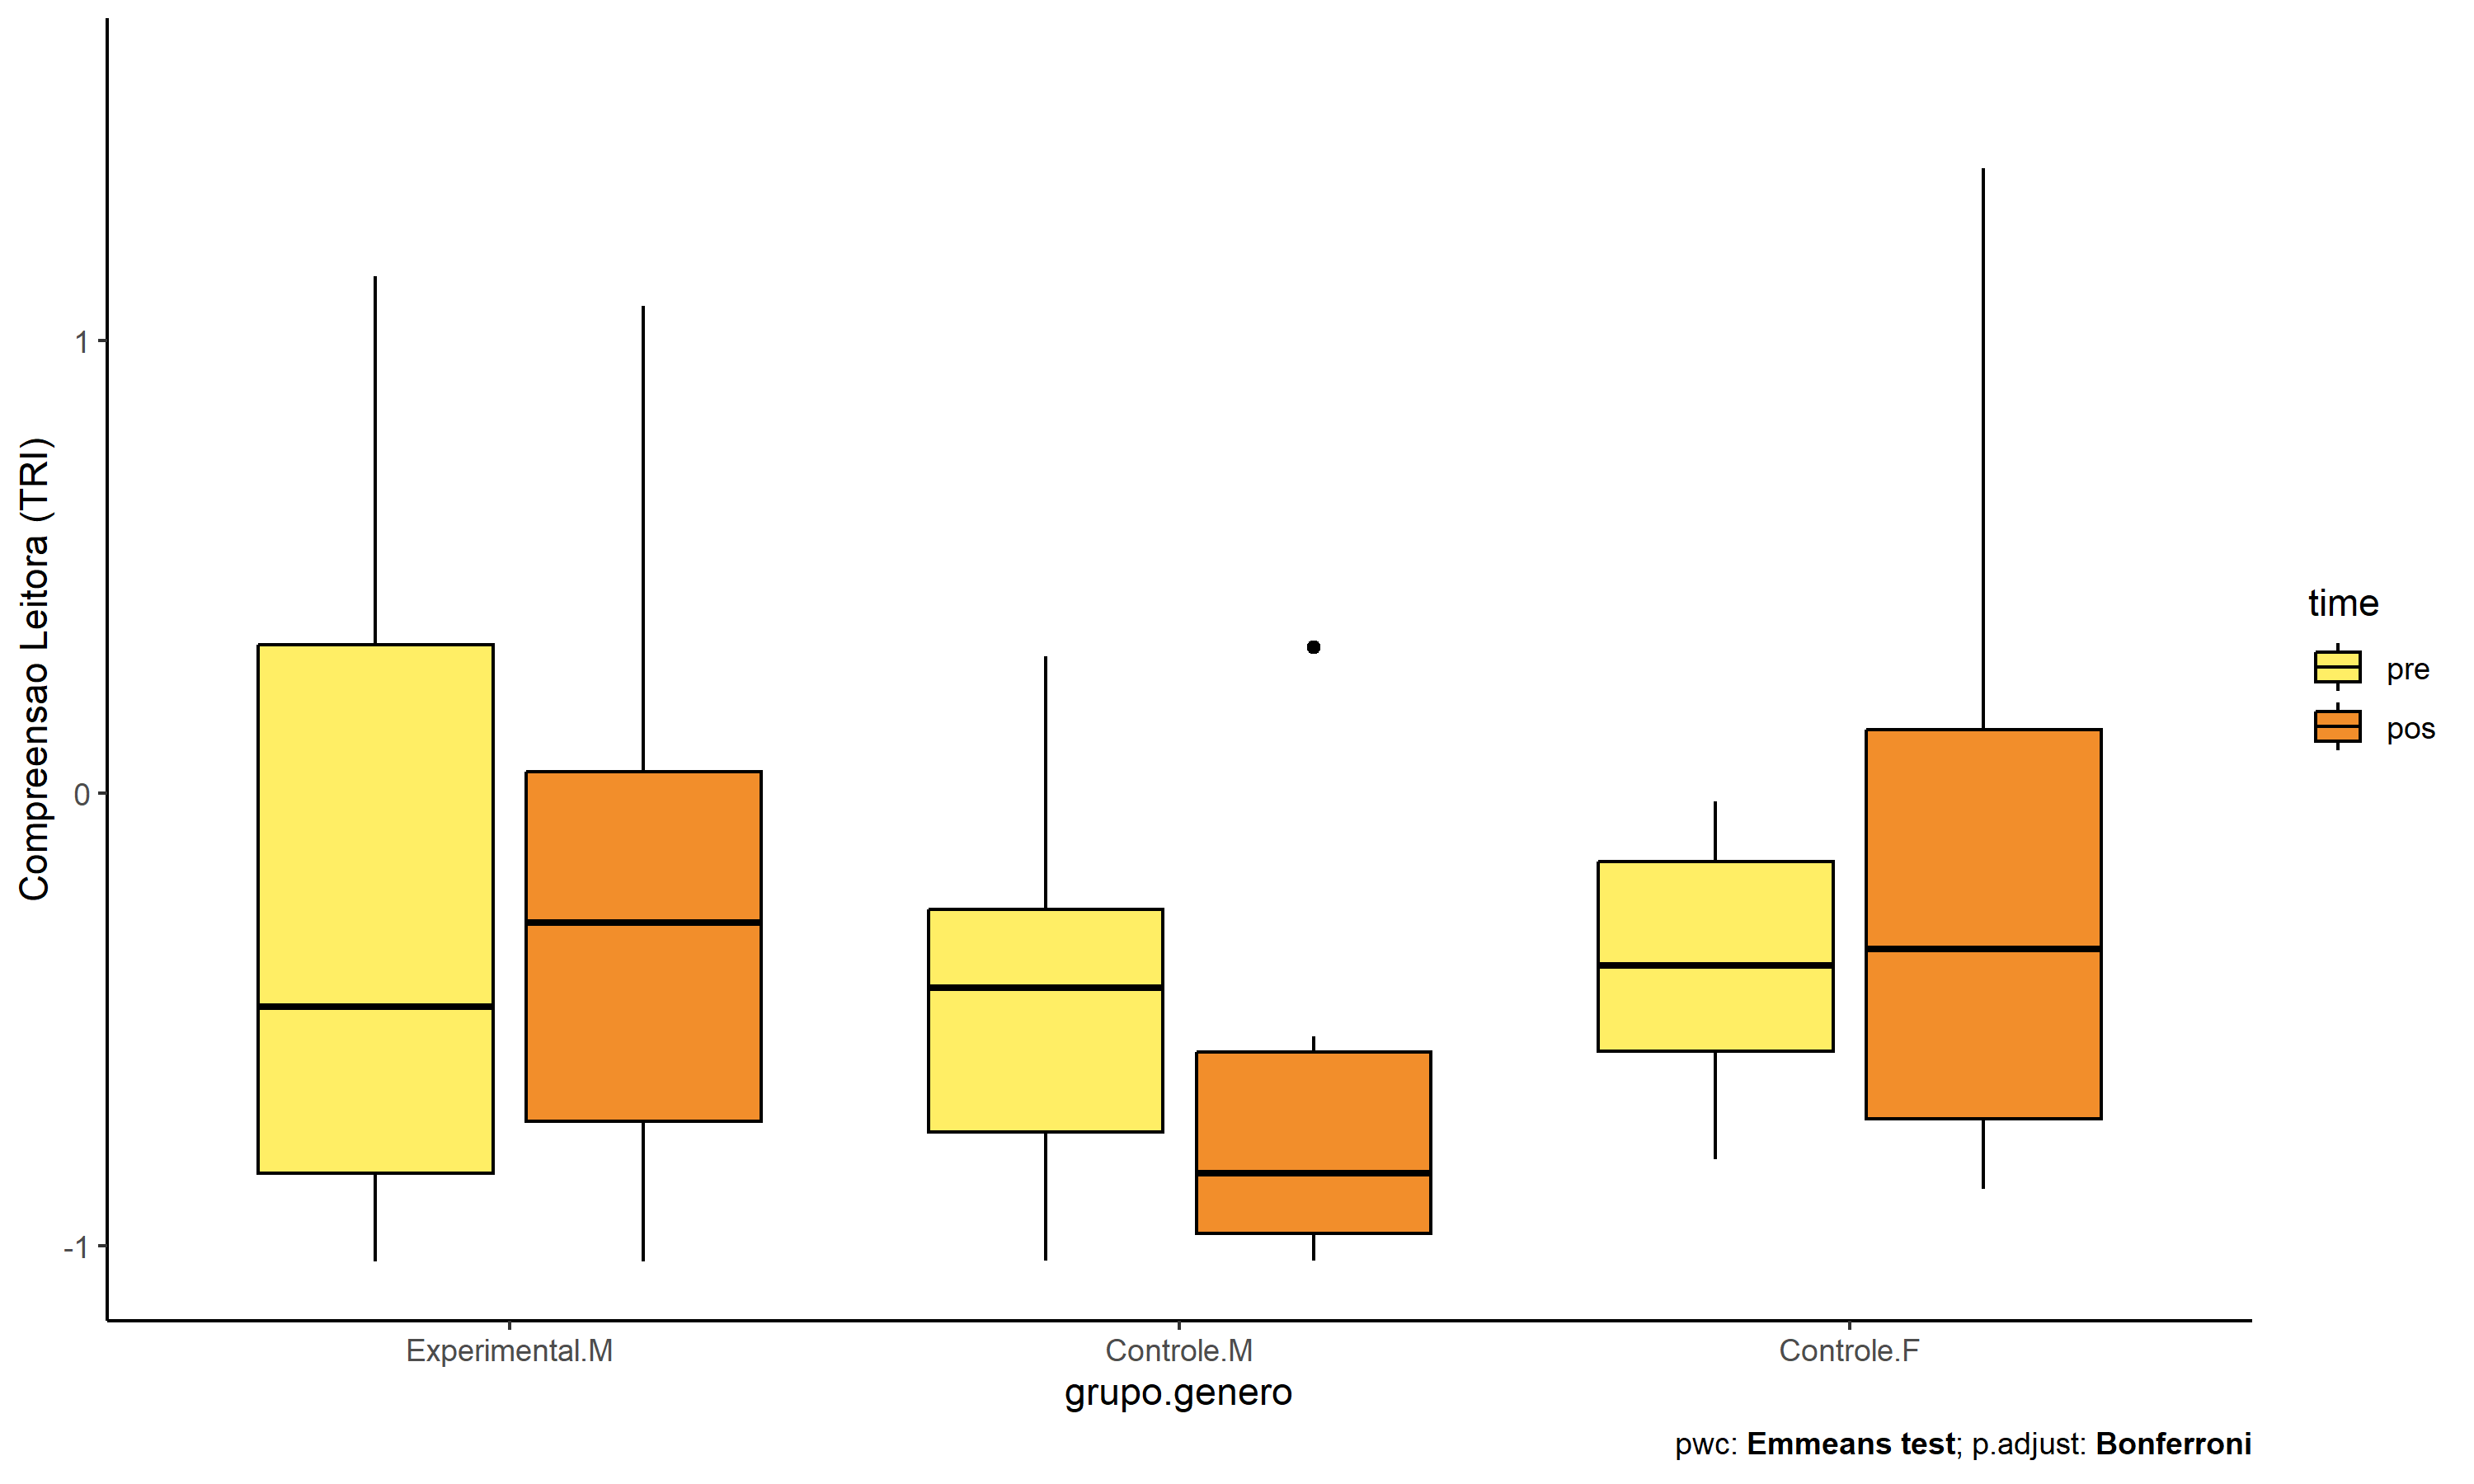 Compreensao Leitora (TRI)
1
0
-1
Experimental.M
Controle.M
Controle.F
grupo.genero
time
pre
pos
pwc: Emmeans test; p.adjust: Bonferroni